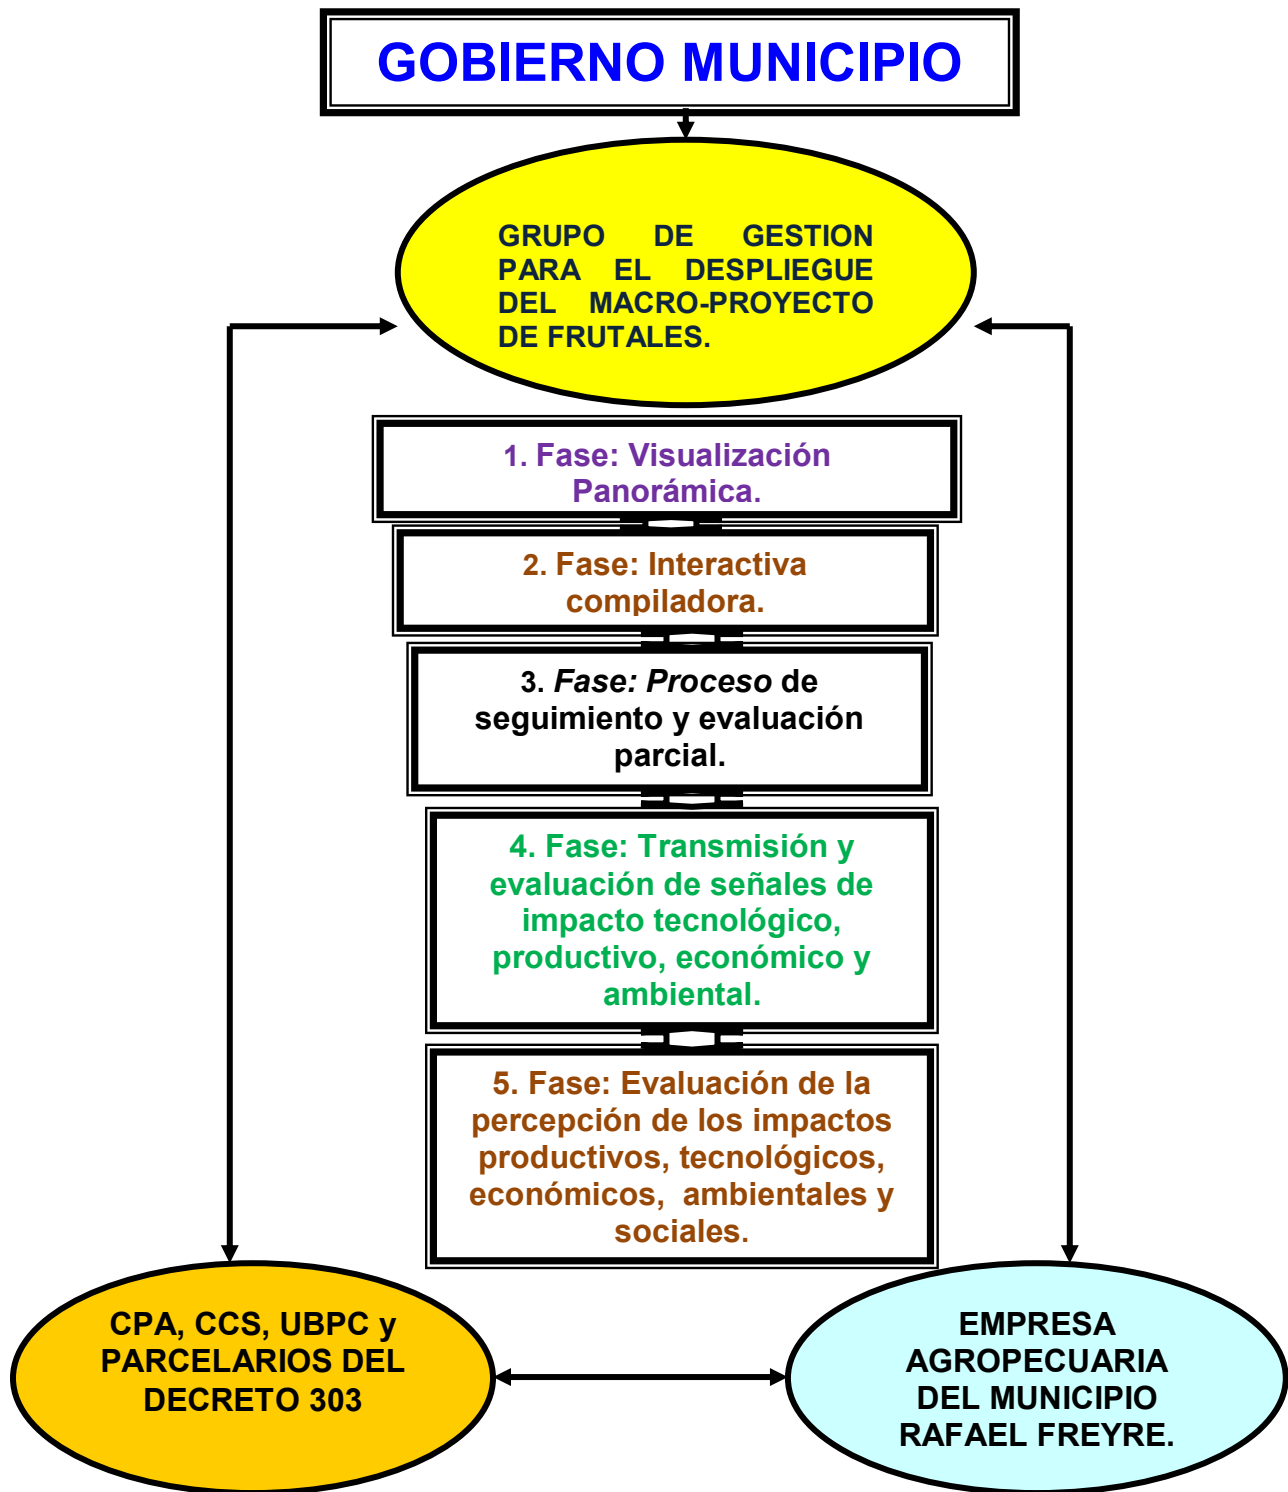 GOBIERNO MUNICIPIO
GRUPO DE GESTION
PARA EL DESPLIEGUE
DEL MACRO-PROYECTO
DE FRUTALES.
1. Fase: Visualización
Panorámica.
2. Fase: Interactiva
compiladora.
3. Fase: Proceso de
seguimiento y evaluación
parcial.
4. Fase: Transmisión y
evaluación de señales de
impacto tecnológico,
productivo, económico y
ambiental.
5. Fase: Evaluación de la
percepción de los impactos
productivos, tecnológicos,
económicos, ambientales y
sociales.
CPA, CCS, UBPC y
PARCELARIOS DEL
DECRETO 303
EMPRESA
AGROPECUARIA
DEL MUNICIPIO
RAFAEL FREYRE.